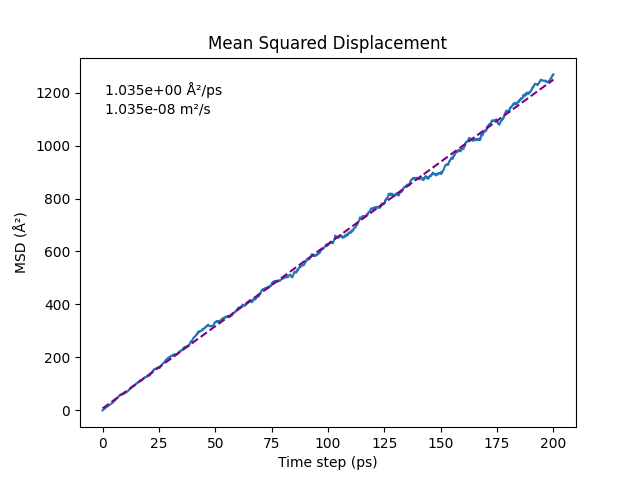 Mean Squared Displacement
1.035e+00 Å²/ps
1.035e-08 m²/s
1200
1000
800
600
400
200
0
MSD (Å²)
0 25 50 75 100 125 150 175 200
Time step (ps)